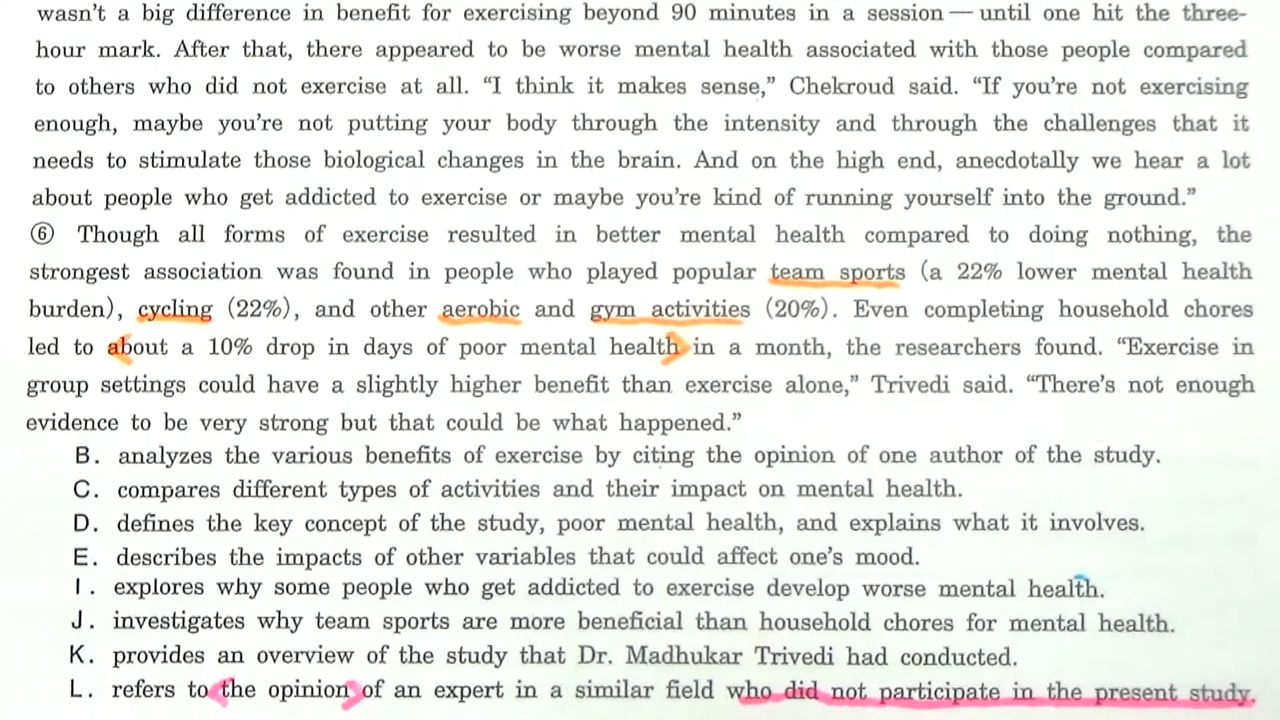 wasn't a big difference in benefit for exercising beyond 90 minutes in a session — until one hit the three-
hour mark. After that, there appeared to be worse mental health associated with those people compared
to others who did not exercise at all. “I think it makes sense,” Chekroud said. “If you're not exercising
enough, maybe you're not putting your body through the intensity and through the challenges that it
needs to stimulate those biological changes in the brain. And on the high end, anecdotally we hear a lot
about people who get addicted to exercise or maybe you're kind of running yourself into the ground.”
⑥ Though all forms of exercise resulted in better mental health compared to doing nothing, the
strongest association was found in people who played popular team sports (a 22% lower mental health
burden), cycling (22%), and other aerobic and gym activities (20%). Even completing household chores
led to about a 10% drop in days of poor mental health in a month, the researchers found. “Exercise in
group settings could have a slightly higher benefit than exercise alone,” Trivedi said. “There's not enough
evidence to be very strong but that could be what happened.”
B. analyzes the various benefits of exercise by citing the opinion of one author of the study.
C. compares different types of activities and their impact on mental health.
D. defines the key concept of the study, poor mental health, and explains what it involves.
E. describes the impacts of other variables that could affect one's mood.
I. explores why some people who get addicted to exercise develop worse mental health.
J. investigates why team sports are more beneficial than household chores for mental health.
K. provides an overview of the study that Dr. Madhukar Trivedi had conducted.
L. refers to the opinion of an expert in a similar field who did not participate in the present study.